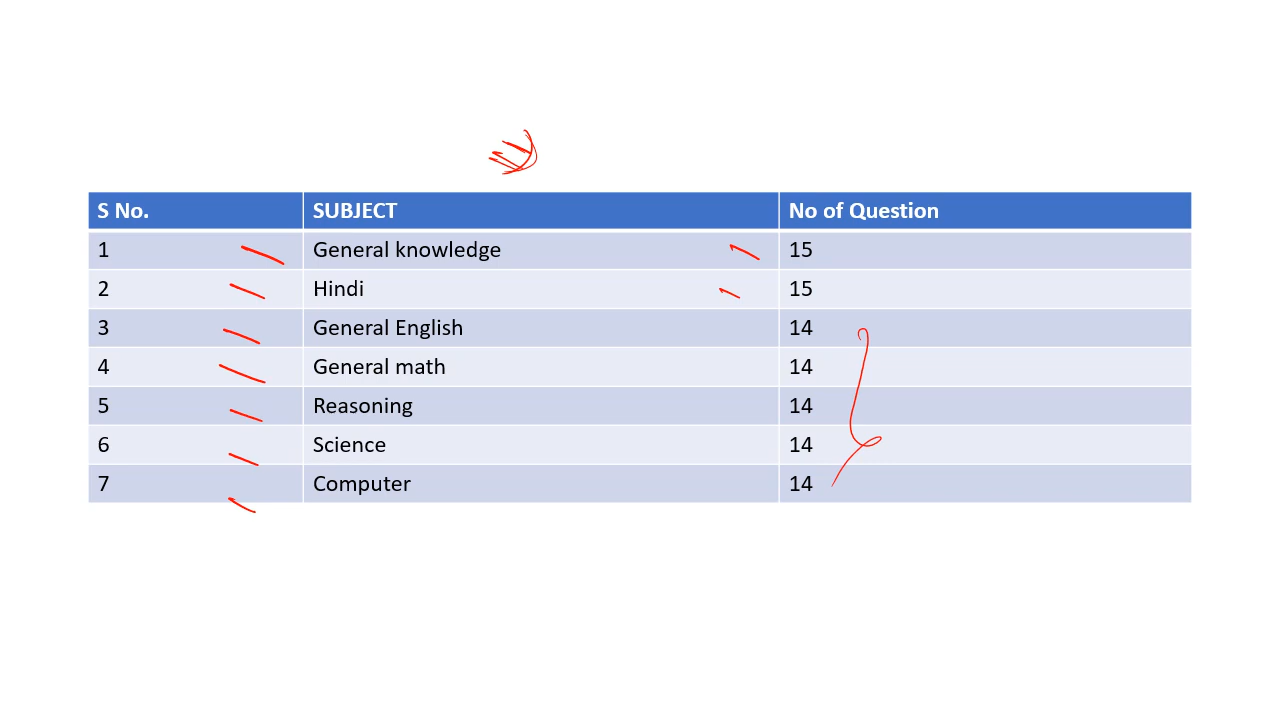 S No. SUBJECT No of Question
1 General knowledge 15
2 Hindi 15
3 General English 14
4 General math 14
5 Reasoning 14
6 Science 14
7 Computer 14